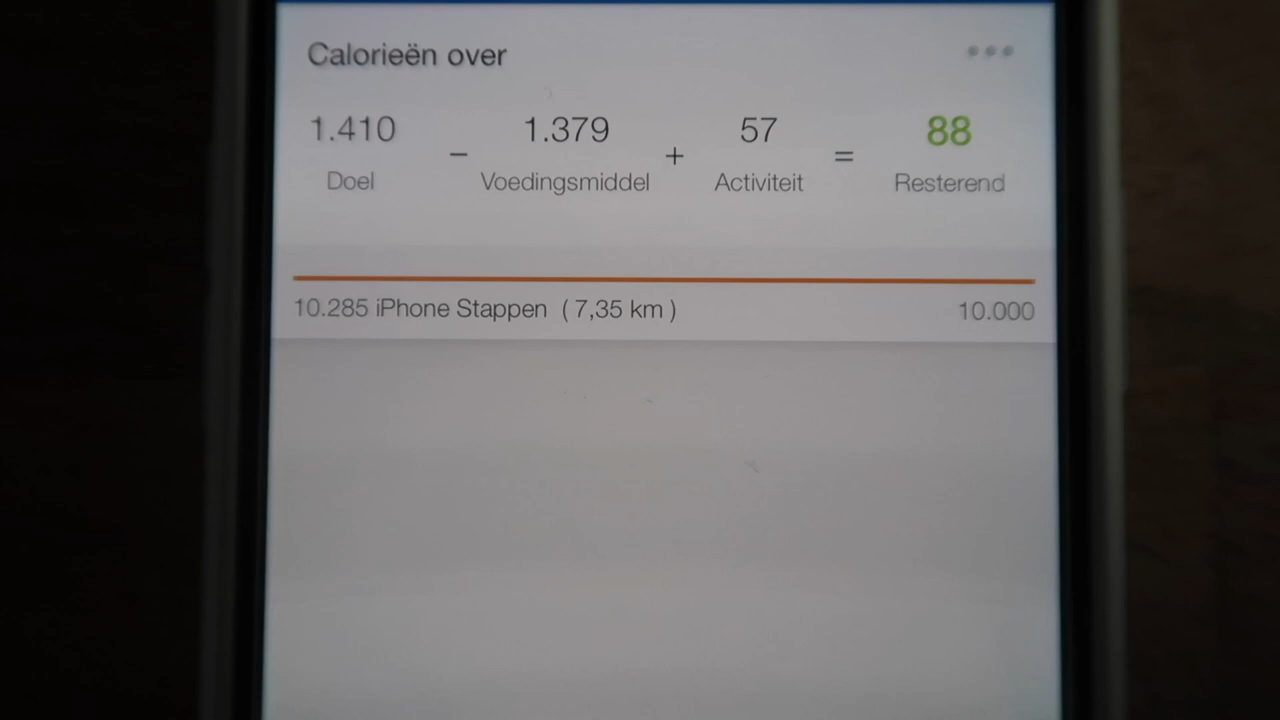 Calorieën over
1.410 - 1.379 + 57 = 88
Doel Voedingsmiddel Activiteit Resterend
10.285 iPhone Stappen (7,35 km) 10.000